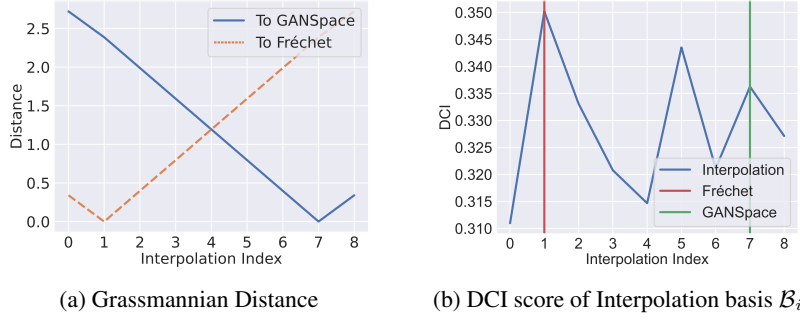 To GANSpace
To Fréchet
2.5
2.0
1.5
1.0
0.5
0.0
Distance
0 1 2 3 4 5 6 7 8
Interpolation Index
(a) Grassmannian Distance
0.350
0.345
0.340
0.335
0.330
0.325
0.320
0.315
0.310
DCI
Interpolation
Fréchet
GANSpace
0 1 2 3 4 5 6 7 8
Interpolation Index
(b) DCI score of Interpolation basis ℬᵢ